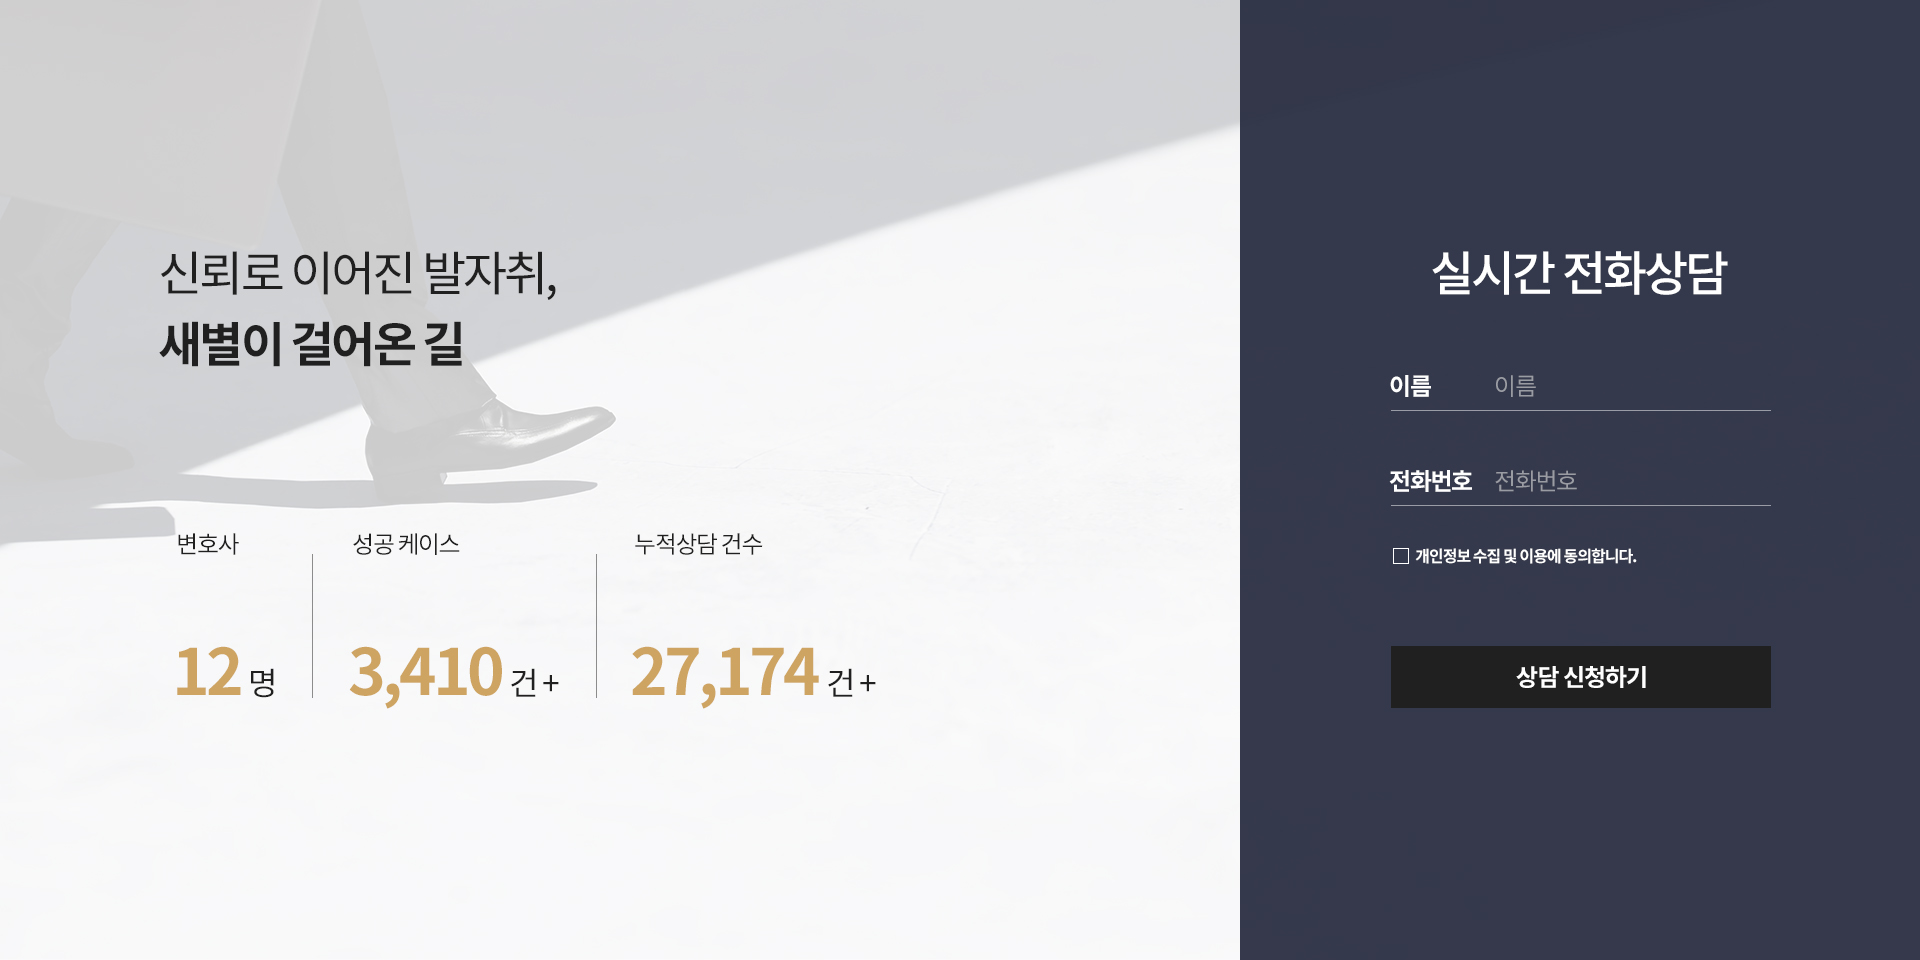 신뢰로 이어진 발자취,
새별이 걸어온 길
변호사
12 명
성공 케이스
3,410 건 +
누적상담 건수
27,174 건 +
실시간 전화상담
이름 이름
전화번호 전화번호
개인정보 수집 및 이용에 동의합니다.
상담 신청하기